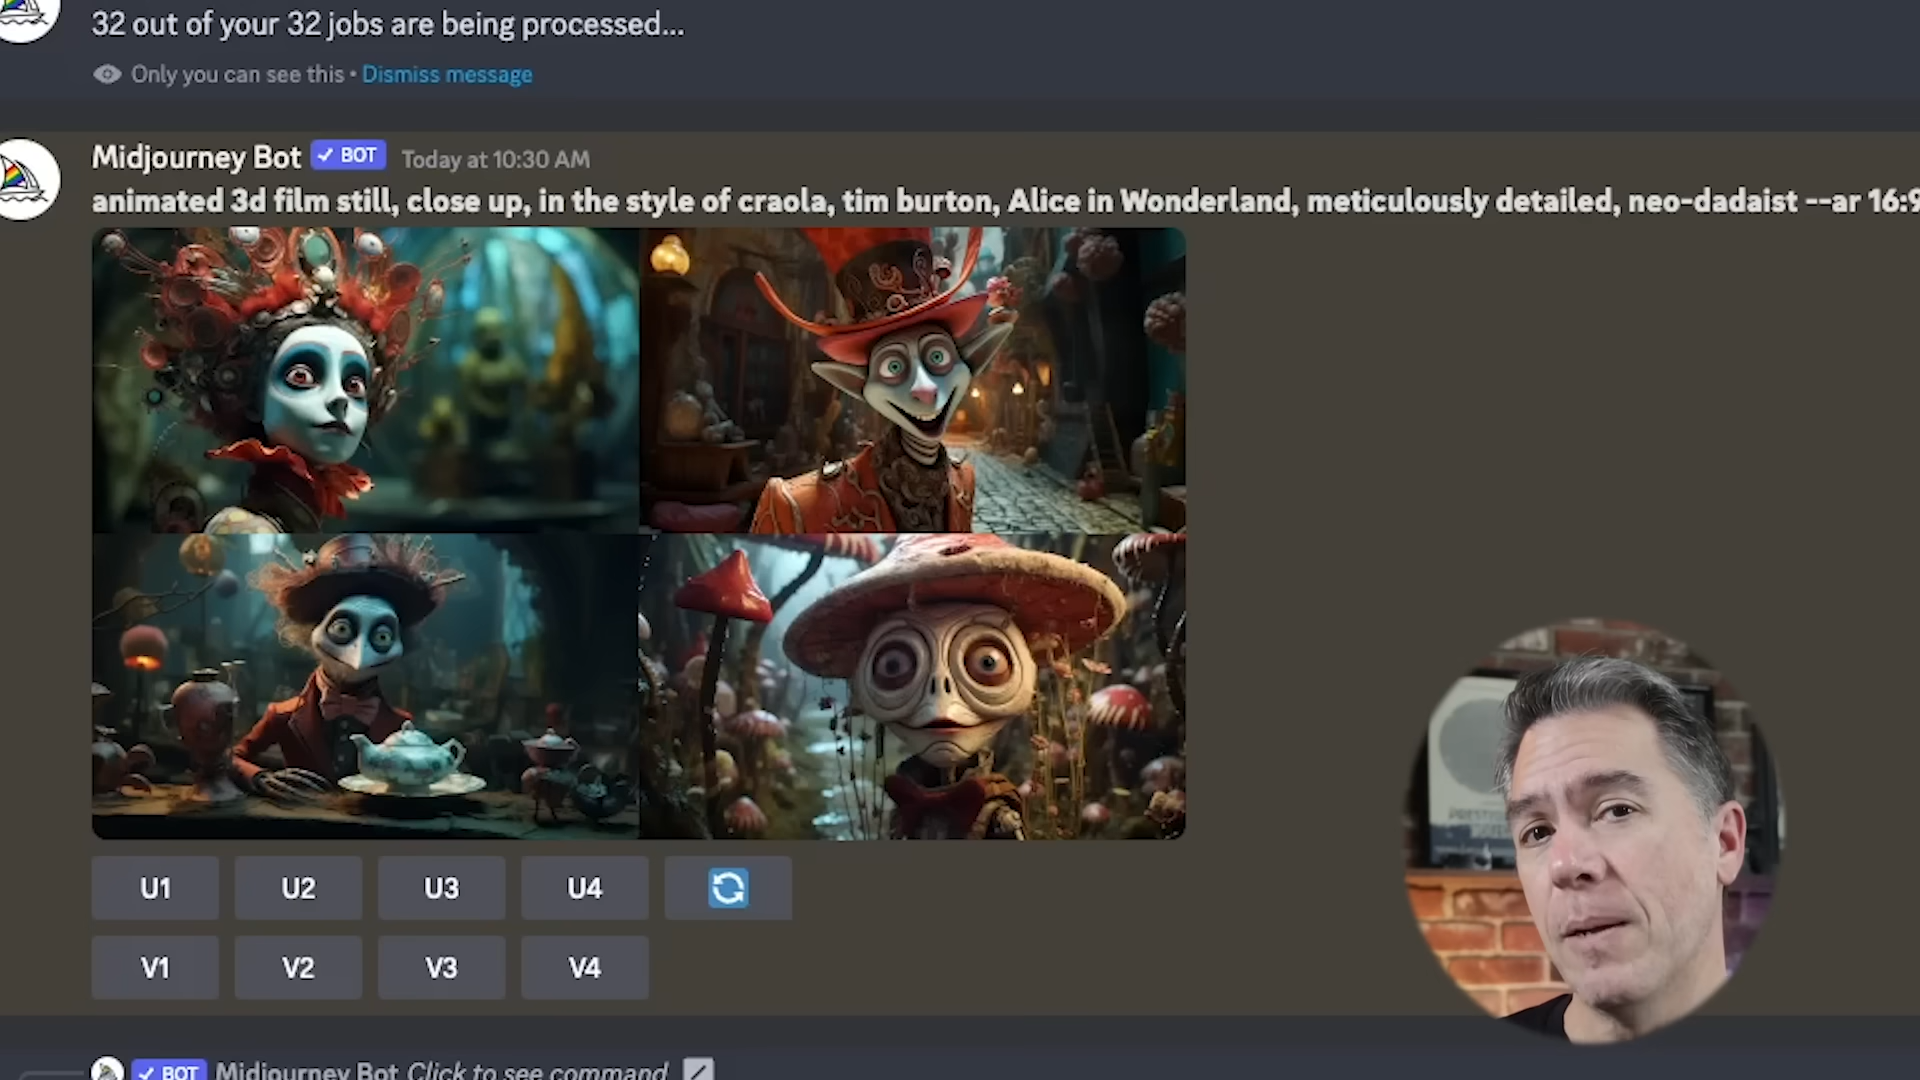 32 out of your 32 jobs are being processed...
Only you can see this • Dismiss message
Midjourney Bot ✓ BOT Today at 10:30 AM
animated 3d film still, close up, in the style of craola, tim burton, Alice in Wonderland, meticulously detailed, neo-dadaist --ar 16:9
U1 U2 U3 U4
V1 V2 V3 V4
✓ BOT Midjourney Bot Click to see command